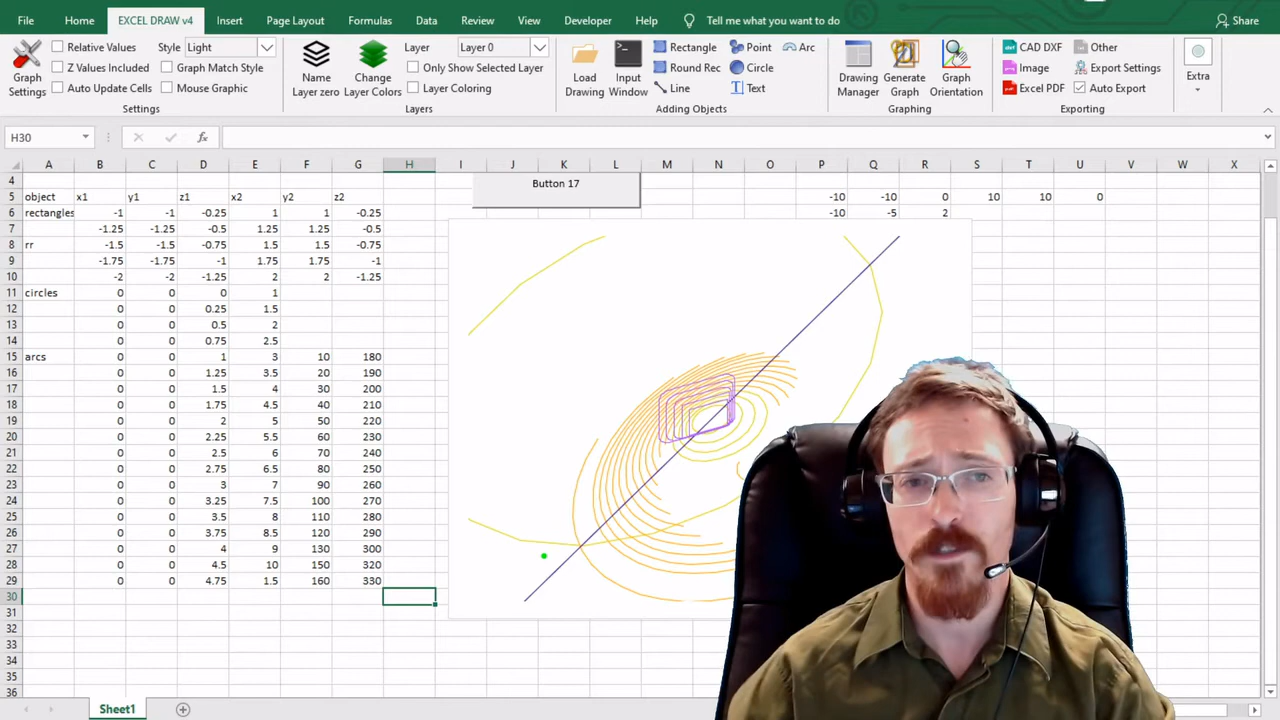 File Home EXCEL DRAW v4 Insert Page Layout Formulas Data Review View Developer Help Tell me what you want to do Share
Graph Settings
Relative Values
Z Values Included
Auto Update Cells
Style Light
Graph Match Style
Mouse Graphic
Settings
Name Layer zero
Change Layer Colors
Layer Layer 0
Only Show Selected Layer
Layer Coloring
Layers
Load Drawing
Input Window
Rectangle Point Arc
Round Rec Circle
Line Text
Adding Objects
Drawing Manager
Generate Graph
Graph Orientation
Graphing
CAD DXF Other
Image Export Settings
Excel PDF Auto Export
Exporting
Extra
H30 fx
A B C D E F G H I J K L M N O P Q R S T U V W X
4 Button 17
5 object x1 y1 z1 x2 y2 z2 -10 -10 0 10 10 0
6 rectangles -1 -1 -0.25 1 1 -0.25 -10 -5 2
7 -1.25 -1.25 -0.5 1.25 1.25 -0.5
8 rr -1.5 -1.5 -0.75 1.5 1.5 -0.75
9 -1.75 -1.75 -1 1.75 1.75 -1
10 -2 -2 -1.25 2 2 -1.25
11 circles 0 0 0 1
12 0 0 0.25 1.5
13 0 0 0.5 2
14 0 0 0.75 2.5
15 arcs 0 0 1 3 10 180
16 0 0 1.25 3.5 20 190
17 0 0 1.5 4 30 200
18 0 0 1.75 4.5 40 210
19 0 0 2 5 50 220
20 0 0 2.25 5.5 60 230
21 0 0 2.5 6 70 240
22 0 0 2.75 6.5 80 250
23 0 0 3 7 90 260
24 0 0 3.25 7.5 100 270
25 0 0 3.5 8 110 280
26 0 0 3.75 8.5 120 290
27 0 0 4 9 130 300
28 0 0 4.5 10 150 320
29 0 0 4.75 1.5 160 330
30
31
32
33
34
35
36
Sheet1